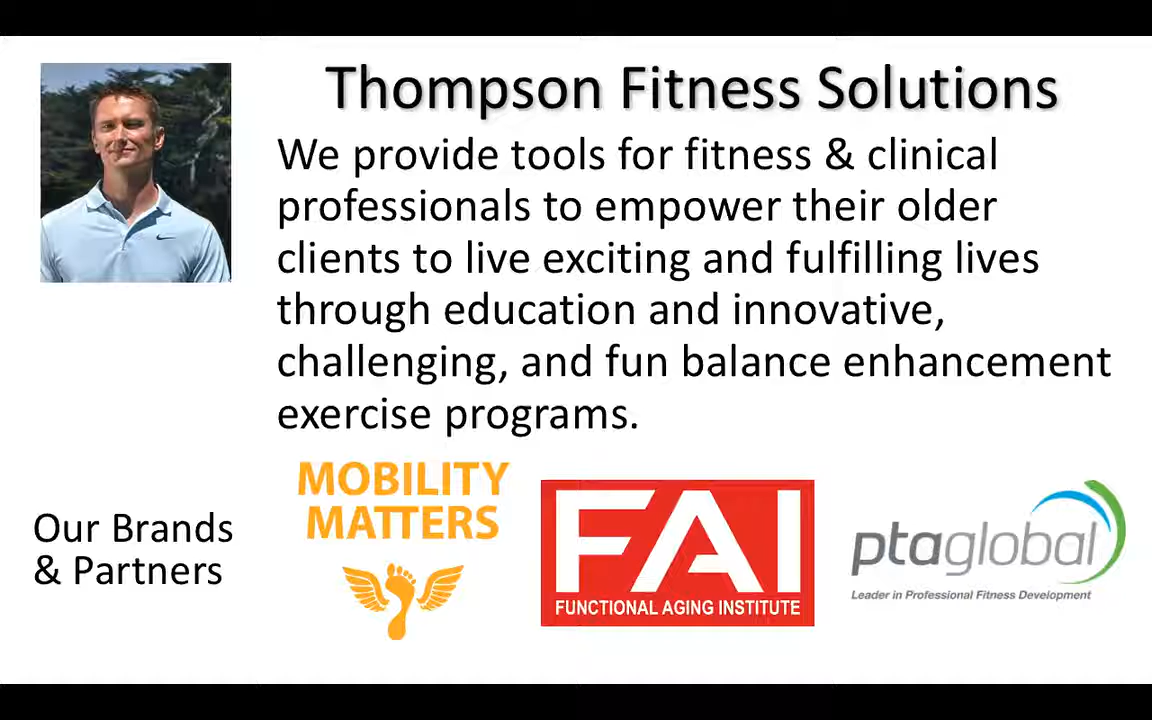 Thompson Fitness Solutions
We provide tools for fitness & clinical
professionals to empower their older
clients to live exciting and fulfilling lives
through education and innovative,
challenging, and fun balance enhancement
exercise programs.
Our Brands
& Partners
MOBILITY
MATTERS
FAI
FUNCTIONAL AGING INSTITUTE
ptaglobal
Leader in Professional Fitness Development